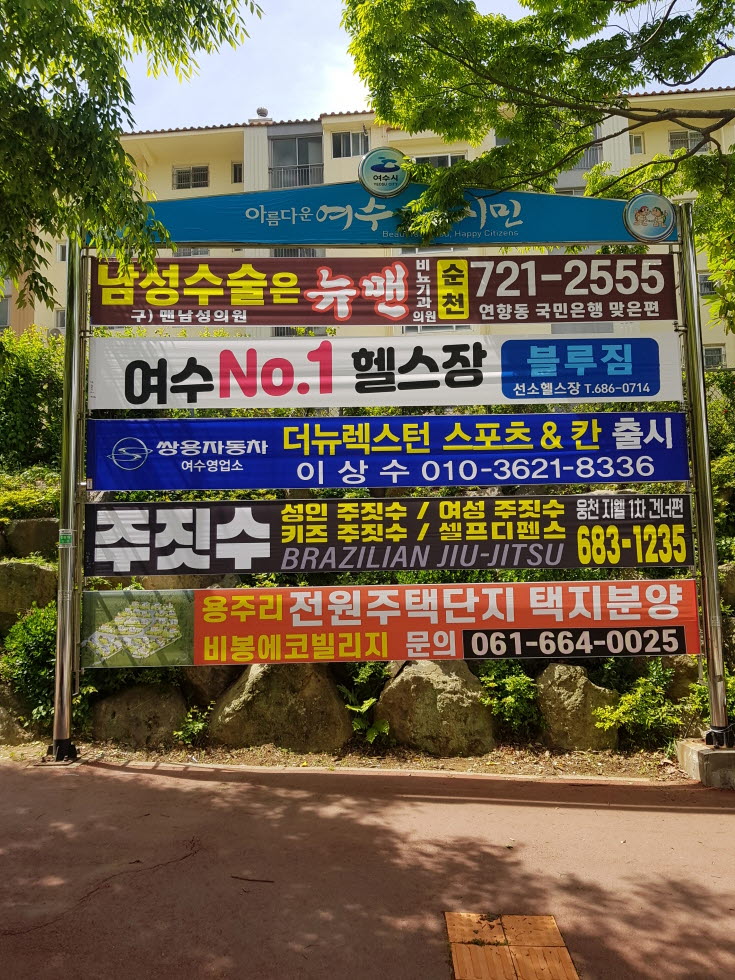 여수시
아름다운 여수 시민
Happy Citizens
남성수술은 뉴맨 비뇨기과의원 순천 721-2555
구) 맨남성의원 연향동 국민은행 맞은편
여수 No.1 헬스장 블루짐
선소헬스장 T.686-0714
쌍용자동차 더뉴렉스턴 스포츠 & 칸 출시
여수영업소 이상수 010-3621-8336
주짓수 성인 주짓수 / 여성 주짓수 웅천 지웰 1차 건너편
키즈 주짓수 / 셀프디펜스 683-1235
BRAZILIAN JIU-JITSU
용주리 전원주택단지 택지분양
비봉에코빌리지 문의 061-664-0025